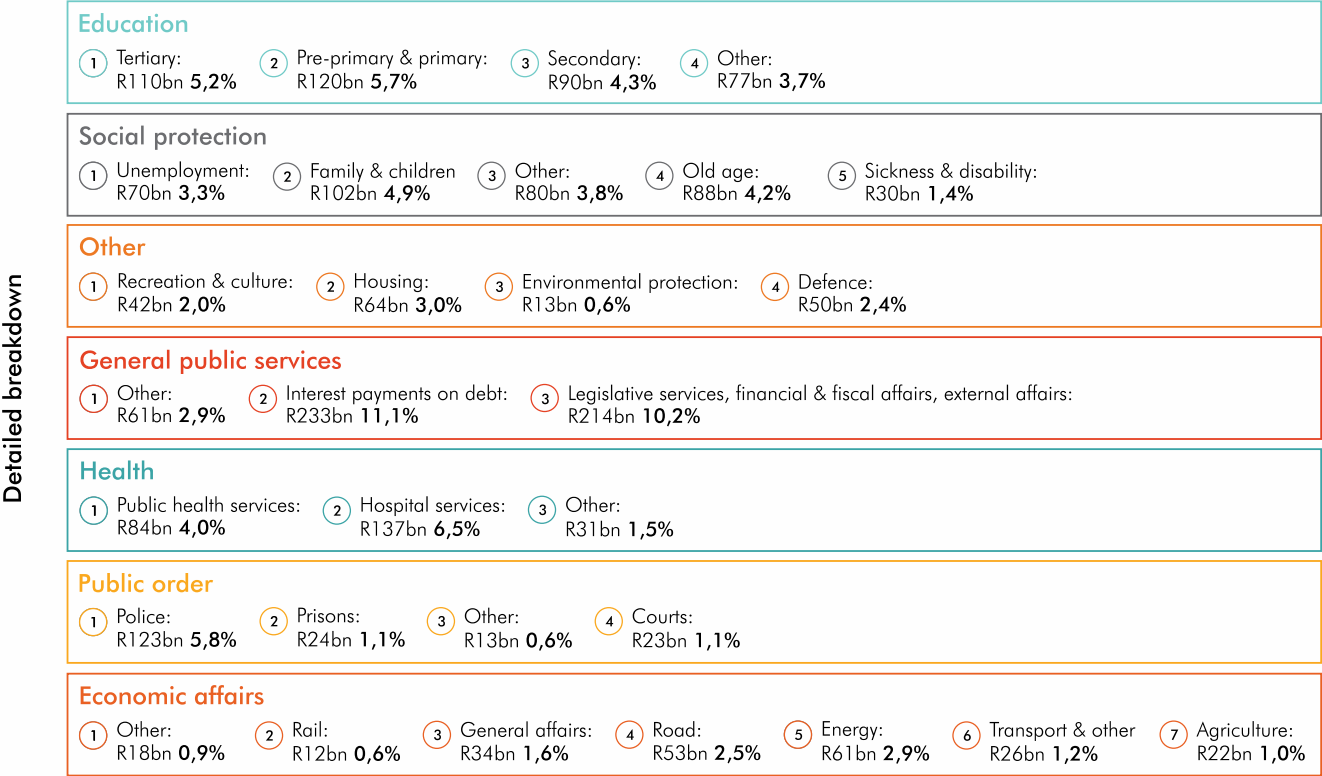 Detailed breakdown
Education
1 Tertiary:
R110bn 5,2%
2 Pre-primary & primary:
R120bn 5,7%
3 Secondary:
R90bn 4,3%
4 Other:
R77bn 3,7%
Social protection
1 Unemployment:
R70bn 3,3%
2 Family & children
R102bn 4,9%
3 Other:
R80bn 3,8%
4 Old age:
R88bn 4,2%
5 Sickness & disability:
R30bn 1,4%
Other
1 Recreation & culture:
R42bn 2,0%
2 Housing:
R64bn 3,0%
3 Environmental protection:
R13bn 0,6%
4 Defence:
R50bn 2,4%
General public services
1 Other:
R61bn 2,9%
2 Interest payments on debt:
R233bn 11,1%
3 Legislative services, financial & fiscal affairs, external affairs:
R214bn 10,2%
Health
1 Public health services:
R84bn 4,0%
2 Hospital services:
R137bn 6,5%
3 Other:
R31bn 1,5%
Public order
1 Police:
R123bn 5,8%
2 Prisons:
R24bn 1,1%
3 Other:
R13bn 0,6%
4 Courts:
R23bn 1,1%
Economic affairs
1 Other:
R18bn 0,9%
2 Rail:
R12bn 0,6%
3 General affairs:
R34bn 1,6%
4 Road:
R53bn 2,5%
5 Energy:
R61bn 2,9%
6 Transport & other
R26bn 1,2%
7 Agriculture:
R22bn 1,0%